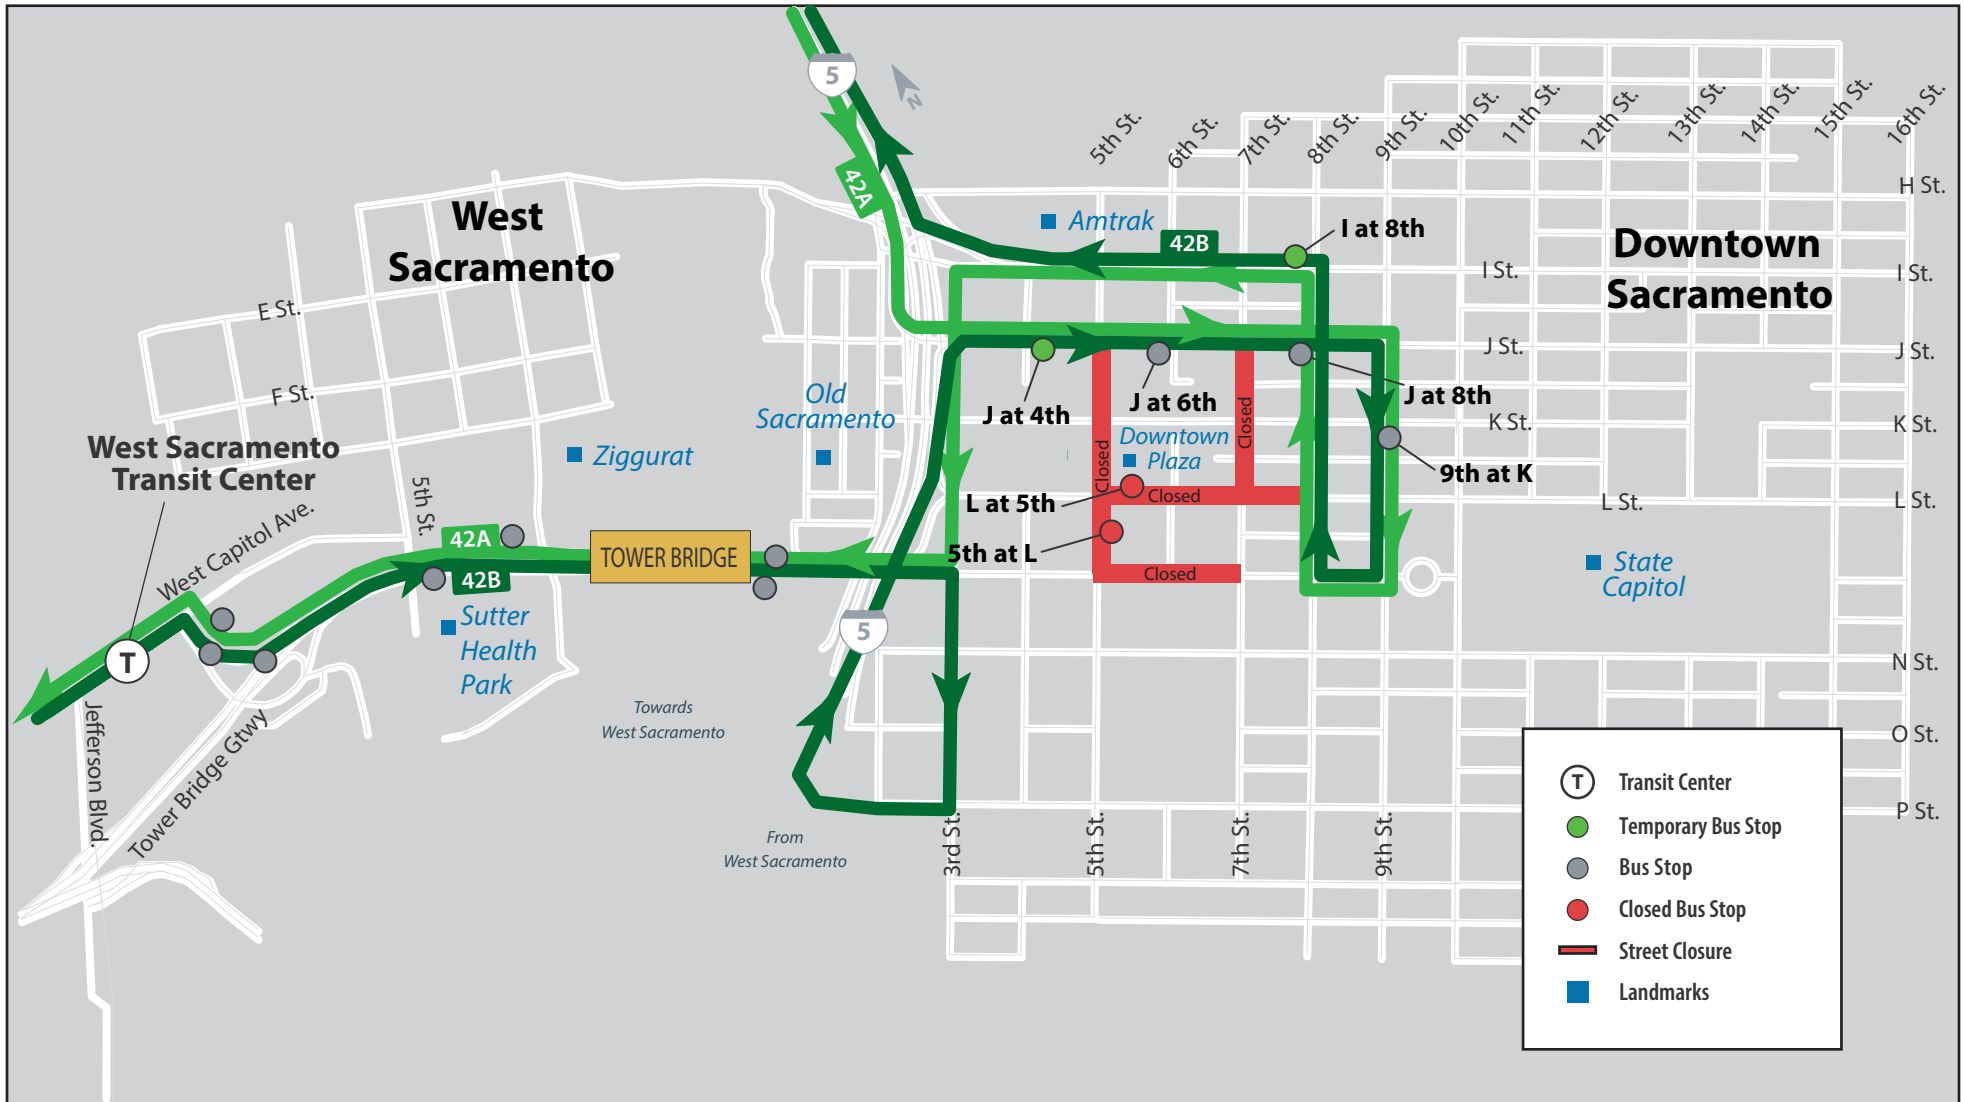 5
N
5th St.
6th St.
7th St.
8th St.
9th St.
10th St.
11th St.
12th St.
13th St.
14th St.
15th St.
16th St.
42A
West
Sacramento
Amtrak
42B
I at 8th
Downtown
Sacramento
H St.
I St.
I St.
E St.
F St.
J St.
J St.
Old
Sacramento
J at 4th
J at 6th
J at 8th
Closed
Closed
K St.
K St.
Downtown
Plaza
West Sacramento
Transit Center
Ziggurat
9th at K
L at 5th
Closed
L St.
L St.
5th St.
West Capitol Ave.
42A
TOWER BRIDGE
5th at L
Closed
42B
State
Capitol
Sutter
Health
Park
5
T
N St.
Towards
West Sacramento
Jefferson Blvd.
Tower Bridge Gtwy
O St.
From
West Sacramento
3rd St.
5th St.
7th St.
9th St.
P St.
T Transit Center
Temporary Bus Stop
Bus Stop
Closed Bus Stop
Street Closure
Landmarks